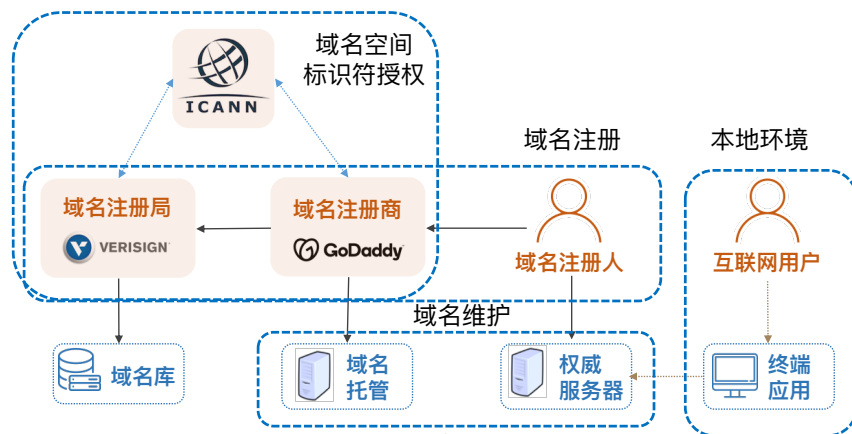 域名空间
标识符授权
ICANN
域名注册
本地环境
域名注册局
VERISIGN
域名注册商
GoDaddy
域名注册人
互联网用户
域名维护
域名库
域名
托管
权威
服务器
终端
应用